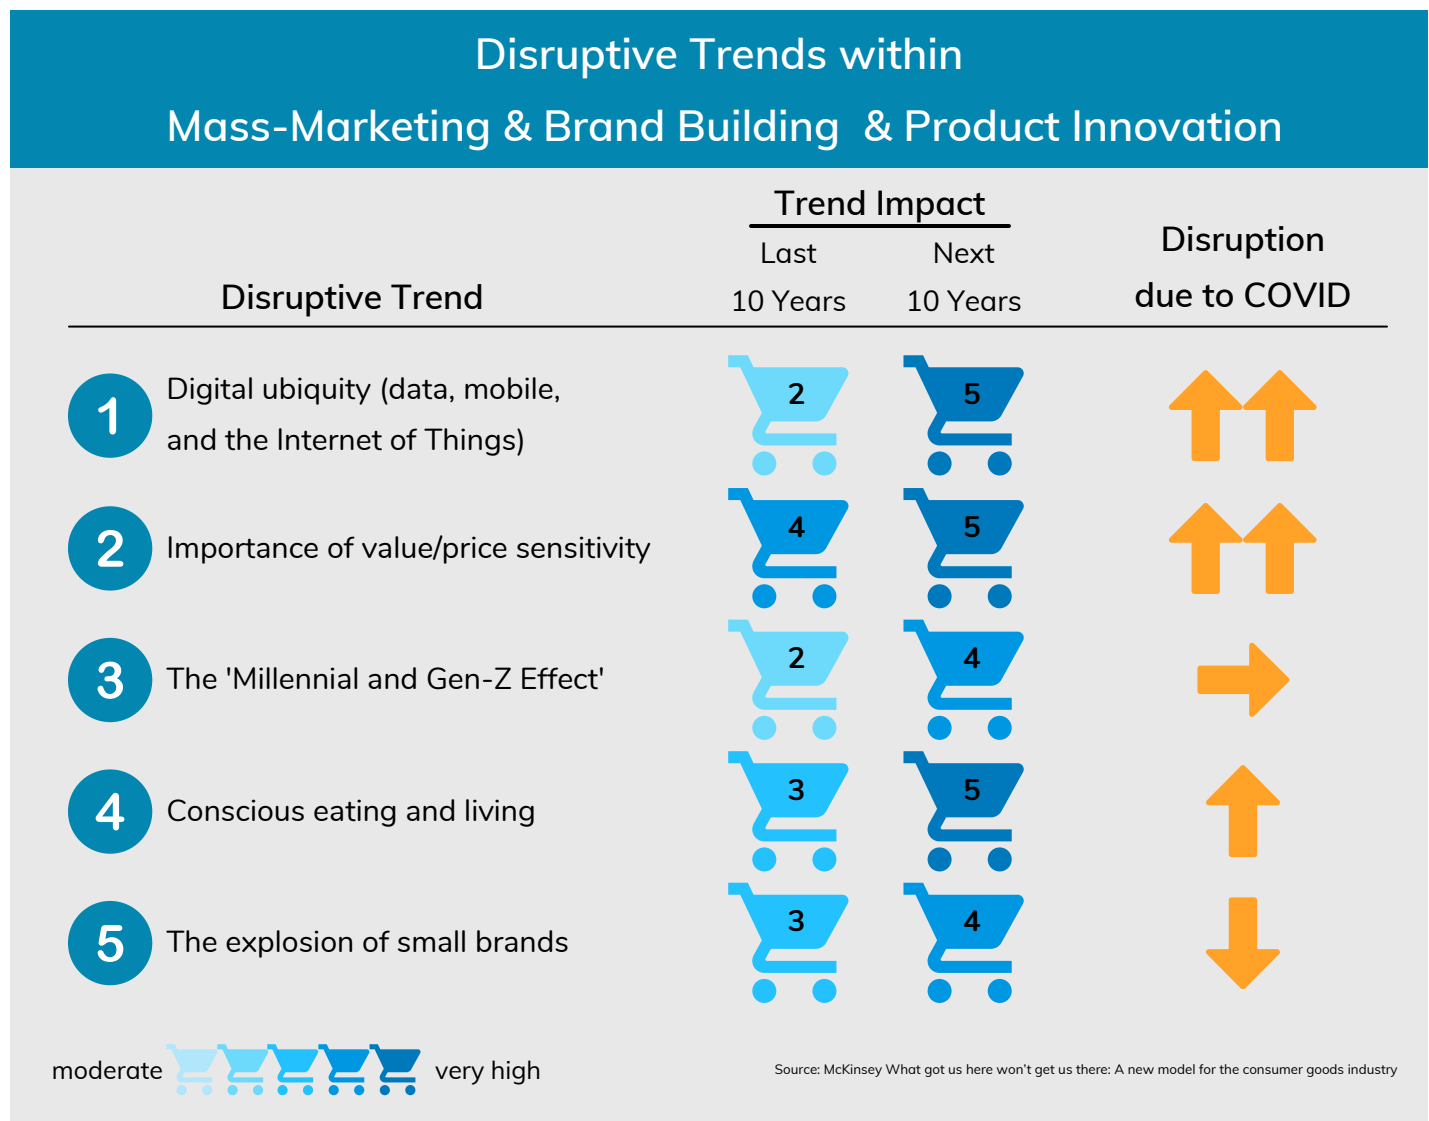 Disruptive Trends within
Mass-Marketing & Brand Building & Product Innovation
Trend Impact
Disruption
due to COVID
Last
10 Years
Next
10 Years
Disruptive Trend
1
Digital ubiquity (data, mobile,
and the Internet of Things)
2
5
2
Importance of value/price sensitivity
4
5
3
The 'Millennial and Gen-Z Effect'
2
4
4
Conscious eating and living
3
5
5
The explosion of small brands
3
4
moderate
very high
Source: McKinsey What got us here won't get us there: A new model for the consumer goods industry